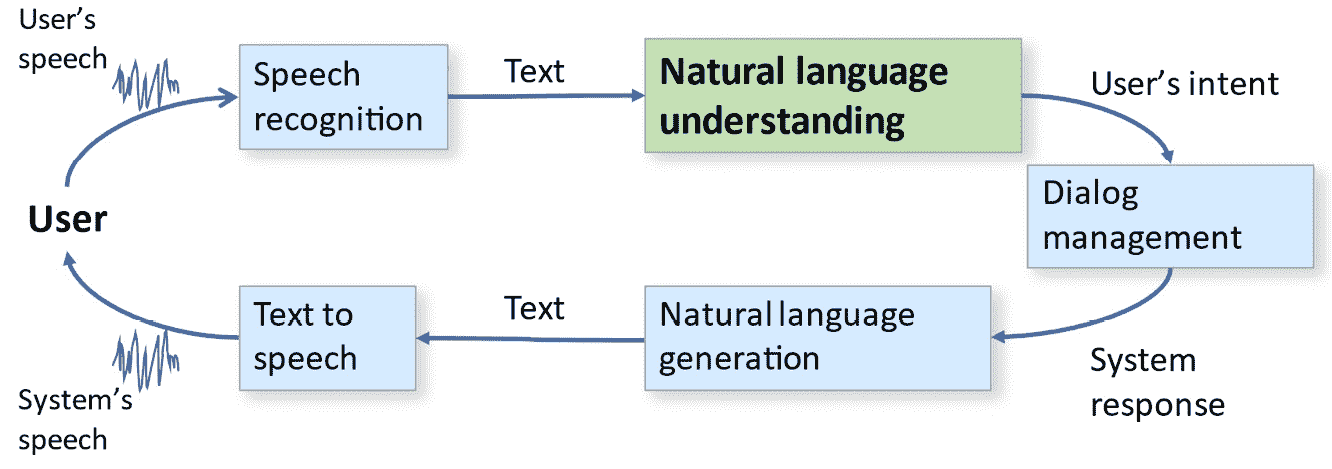 User's
speech
Speech
recognition
Text
Natural language
understanding
User's intent
Dialog
management
User
Text to
speech
Text
Natural language
generation
System
response
System's
speech